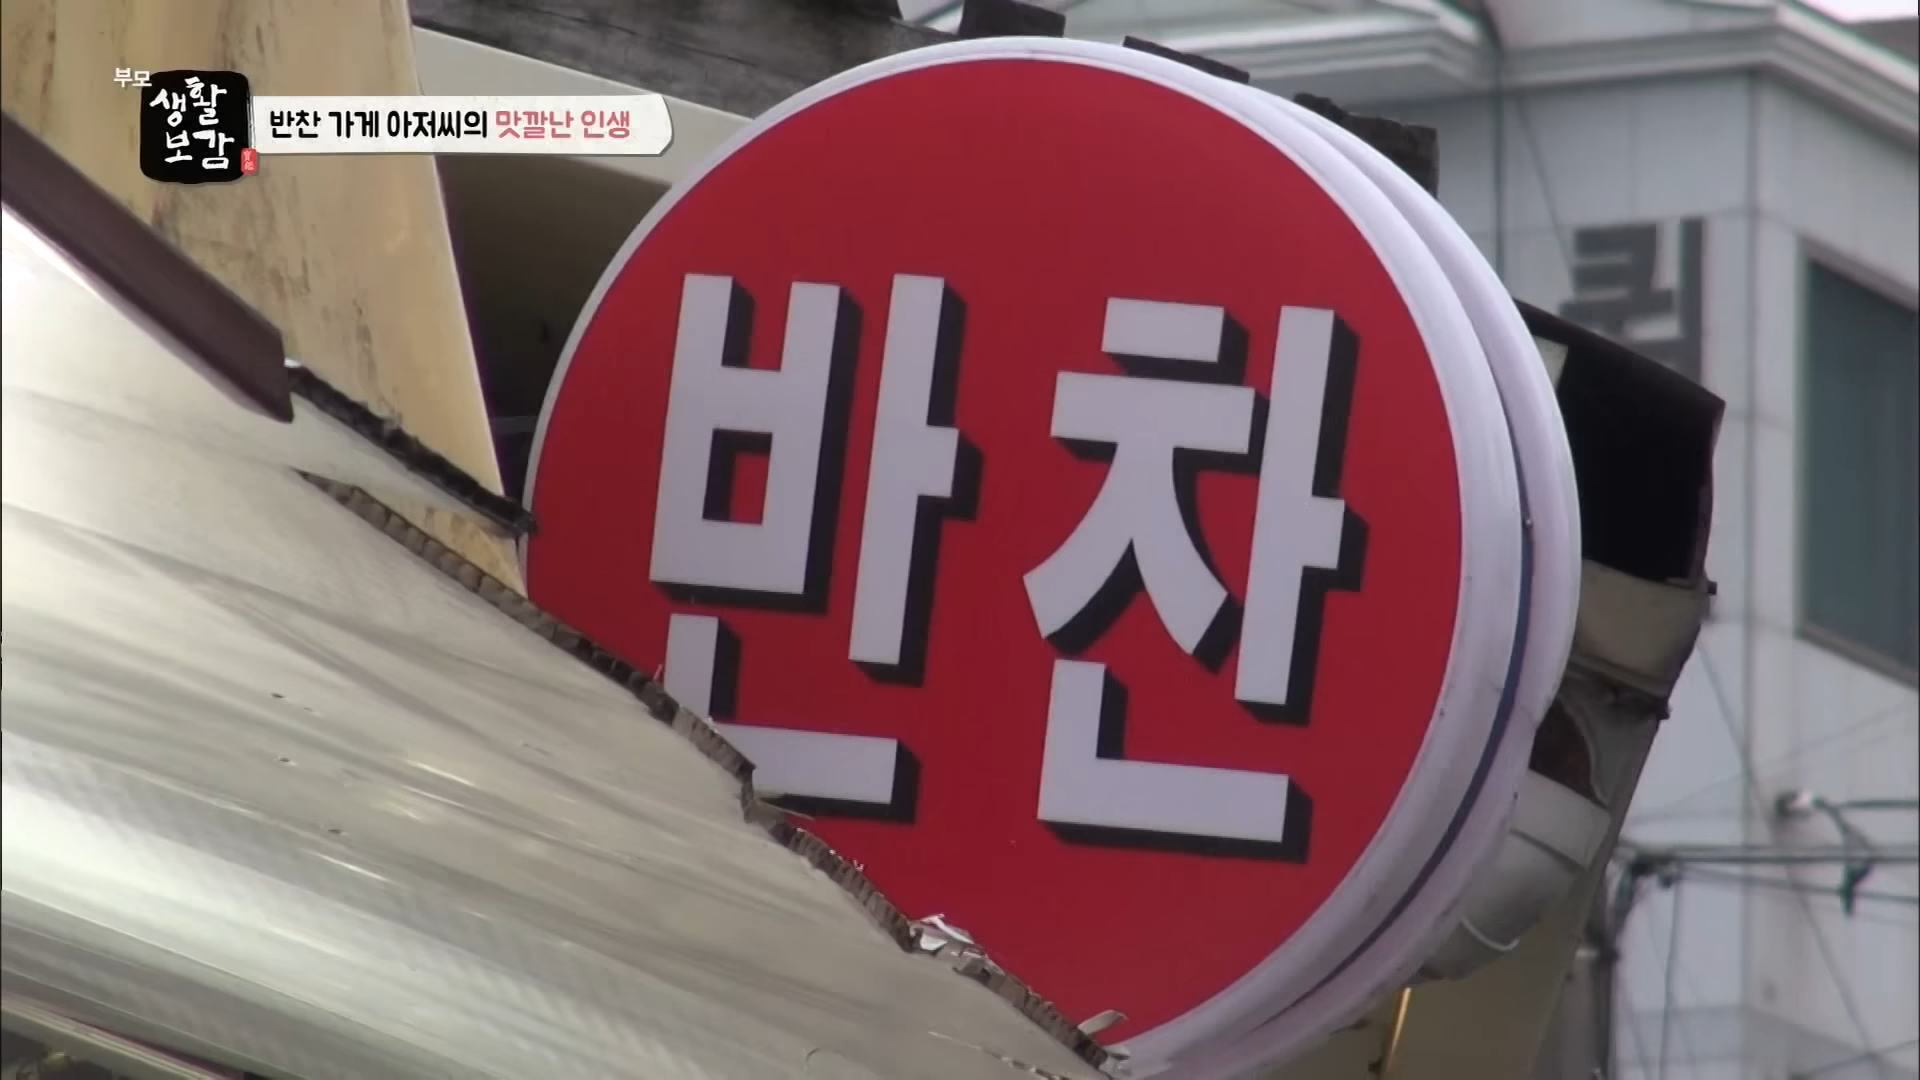 부모
생활
보감
반찬 가게 아저씨의 맛깔난 인생
반찬